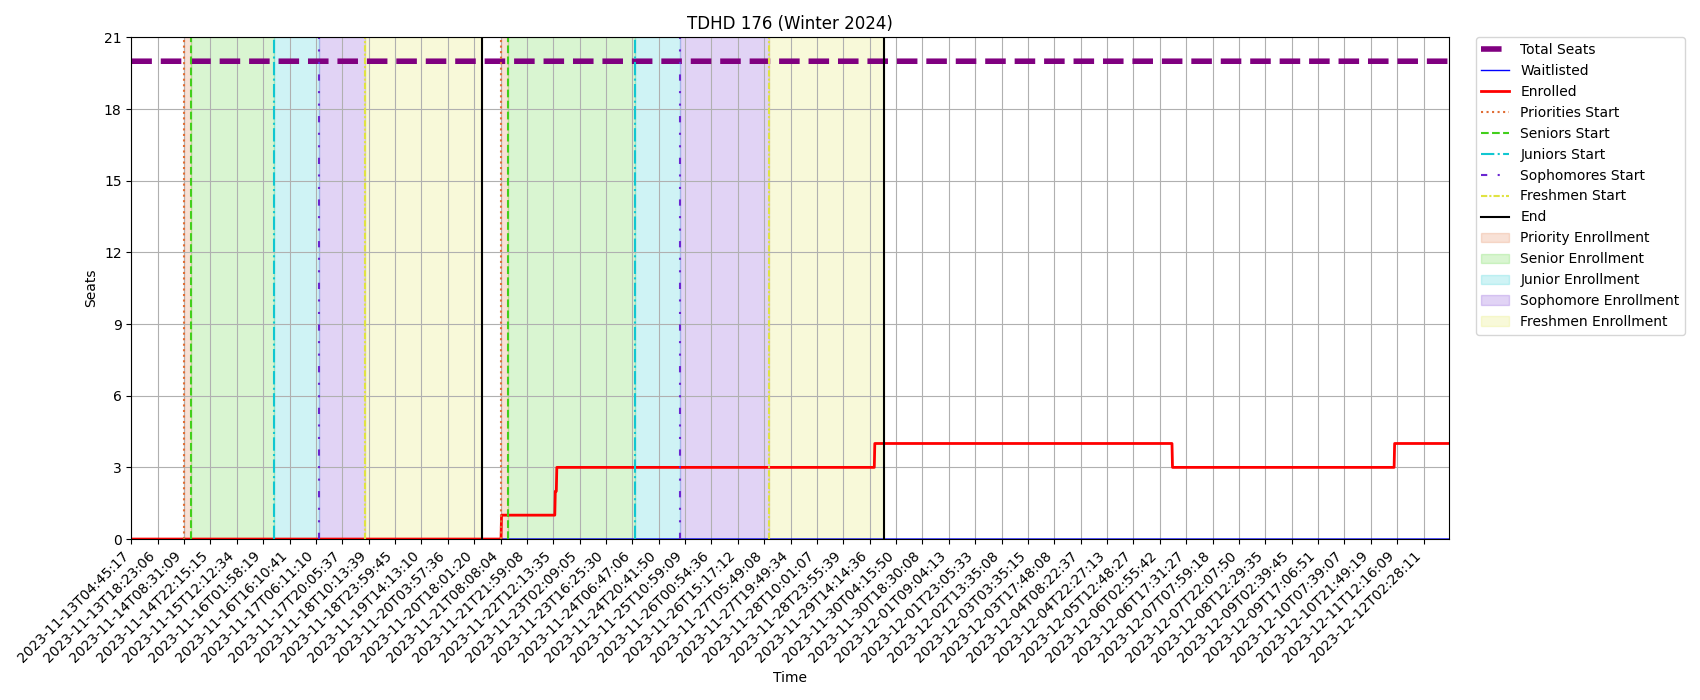 TDHD 176 (Winter 2024)
Seats
21
18
15
12
9
6
3
0
2023-11-13T04:45:17
2023-11-13T18:23:06
2023-11-14T08:31:09
2023-11-14T22:15:15
2023-11-15T12:12:34
2023-11-16T01:58:19
2023-11-16T16:10:41
2023-11-17T06:11:10
2023-11-17T20:05:37
2023-11-18T10:13:39
2023-11-18T23:59:45
2023-11-19T14:13:10
2023-11-20T03:57:36
2023-11-20T18:01:20
2023-11-21T08:08:04
2023-11-21T21:59:08
2023-11-22T12:13:35
2023-11-23T02:09:05
2023-11-23T16:25:30
2023-11-24T06:47:06
2023-11-24T20:41:50
2023-11-25T10:59:09
2023-11-26T00:54:36
2023-11-26T15:17:12
2023-11-27T05:49:08
2023-11-27T19:49:34
2023-11-28T10:01:07
2023-11-28T23:55:39
2023-11-29T14:14:36
2023-11-30T04:15:50
2023-11-30T18:30:08
2023-12-01T09:04:13
2023-12-01T23:05:33
2023-12-02T13:35:08
2023-12-03T03:35:15
2023-12-03T17:48:08
2023-12-04T08:22:37
2023-12-04T22:27:13
2023-12-05T12:48:27
2023-12-06T02:55:42
2023-12-06T17:31:27
2023-12-07T07:59:18
2023-12-07T22:07:50
2023-12-08T12:29:35
2023-12-09T02:39:45
2023-12-09T17:06:51
2023-12-10T07:39:07
2023-12-10T21:49:19
2023-12-11T12:16:09
2023-12-12T02:28:11
Time
Total Seats
Waitlisted
Enrolled
Priorities Start
Seniors Start
Juniors Start
Sophomores Start
Freshmen Start
End
Priority Enrollment
Senior Enrollment
Junior Enrollment
Sophomore Enrollment
Freshmen Enrollment